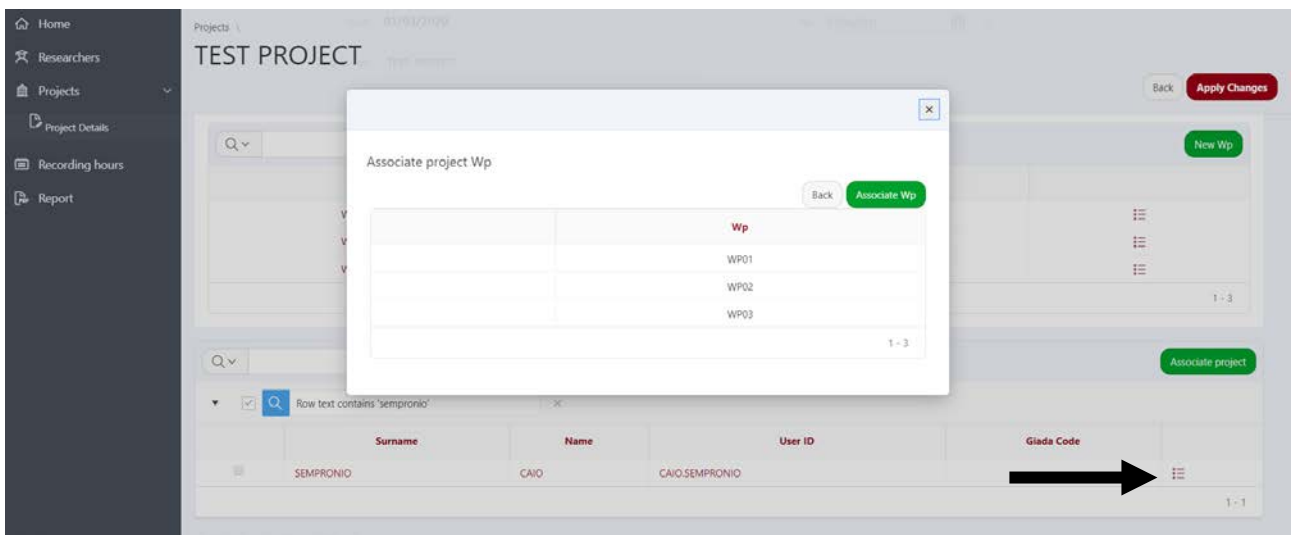 Home
Researchers
Projects
Project Details
Recording hours
Report
Projects \
TEST PROJECT
Back
Apply Changes
New Wp
Associate project Wp
Back
Associate Wp
Wp
WP01
WP02
WP03
1 - 3
1 - 3
Associate project
Row text contains 'sempronio'
Surname Name User ID Giada Code
SEMPRONIO CAIO CAIO.SEMPRONIO
1 - 1